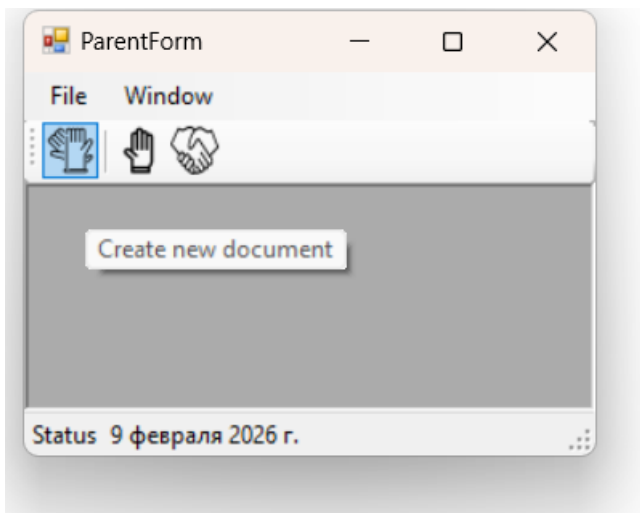 ParentForm
File Window
Create new document
Status 9 февраля 2026 г.